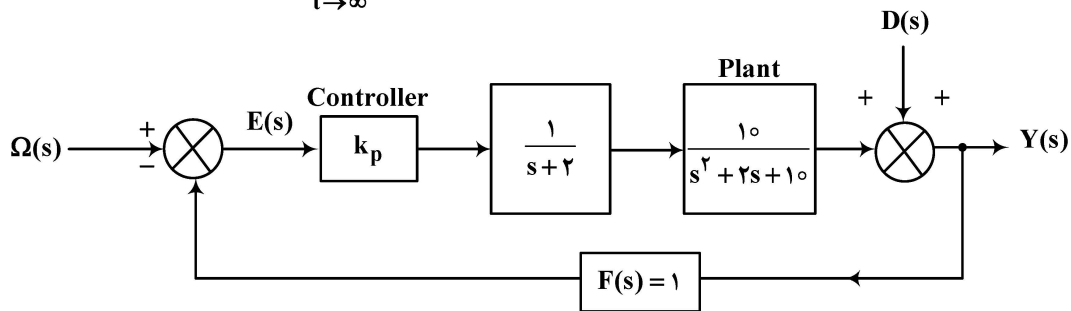 t→∞
D(s)
Plant
Controller
+ +
Ω(s) + E(s) k_p ۱/(s+۲) ۱۰/(s^۲+۲s+۱۰) Y(s)
−
F(s)=۱